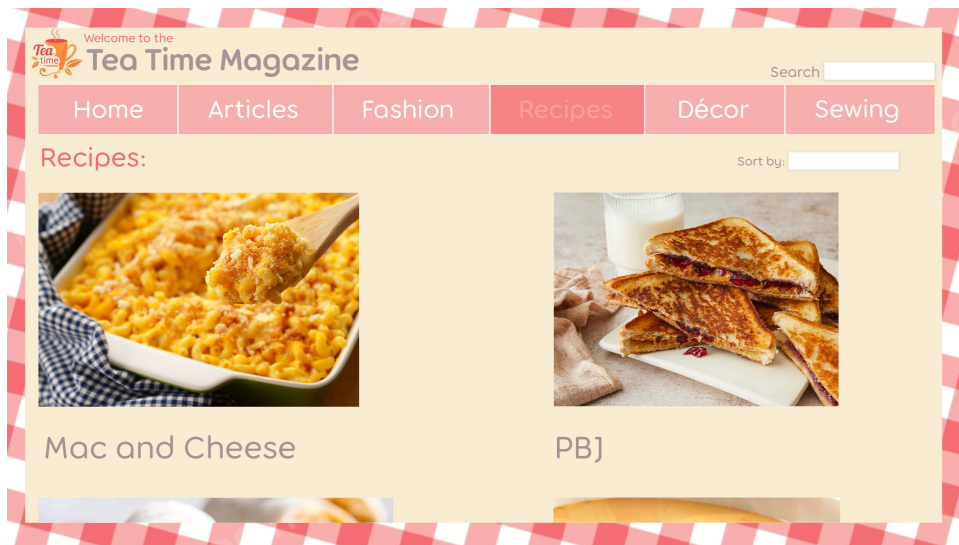 Welcome to the
Tea
time
Tea Time Magazine
Search
Home Articles Fashion Recipes Décor Sewing
Recipes:
Sort by:
Mac and Cheese
PBJ